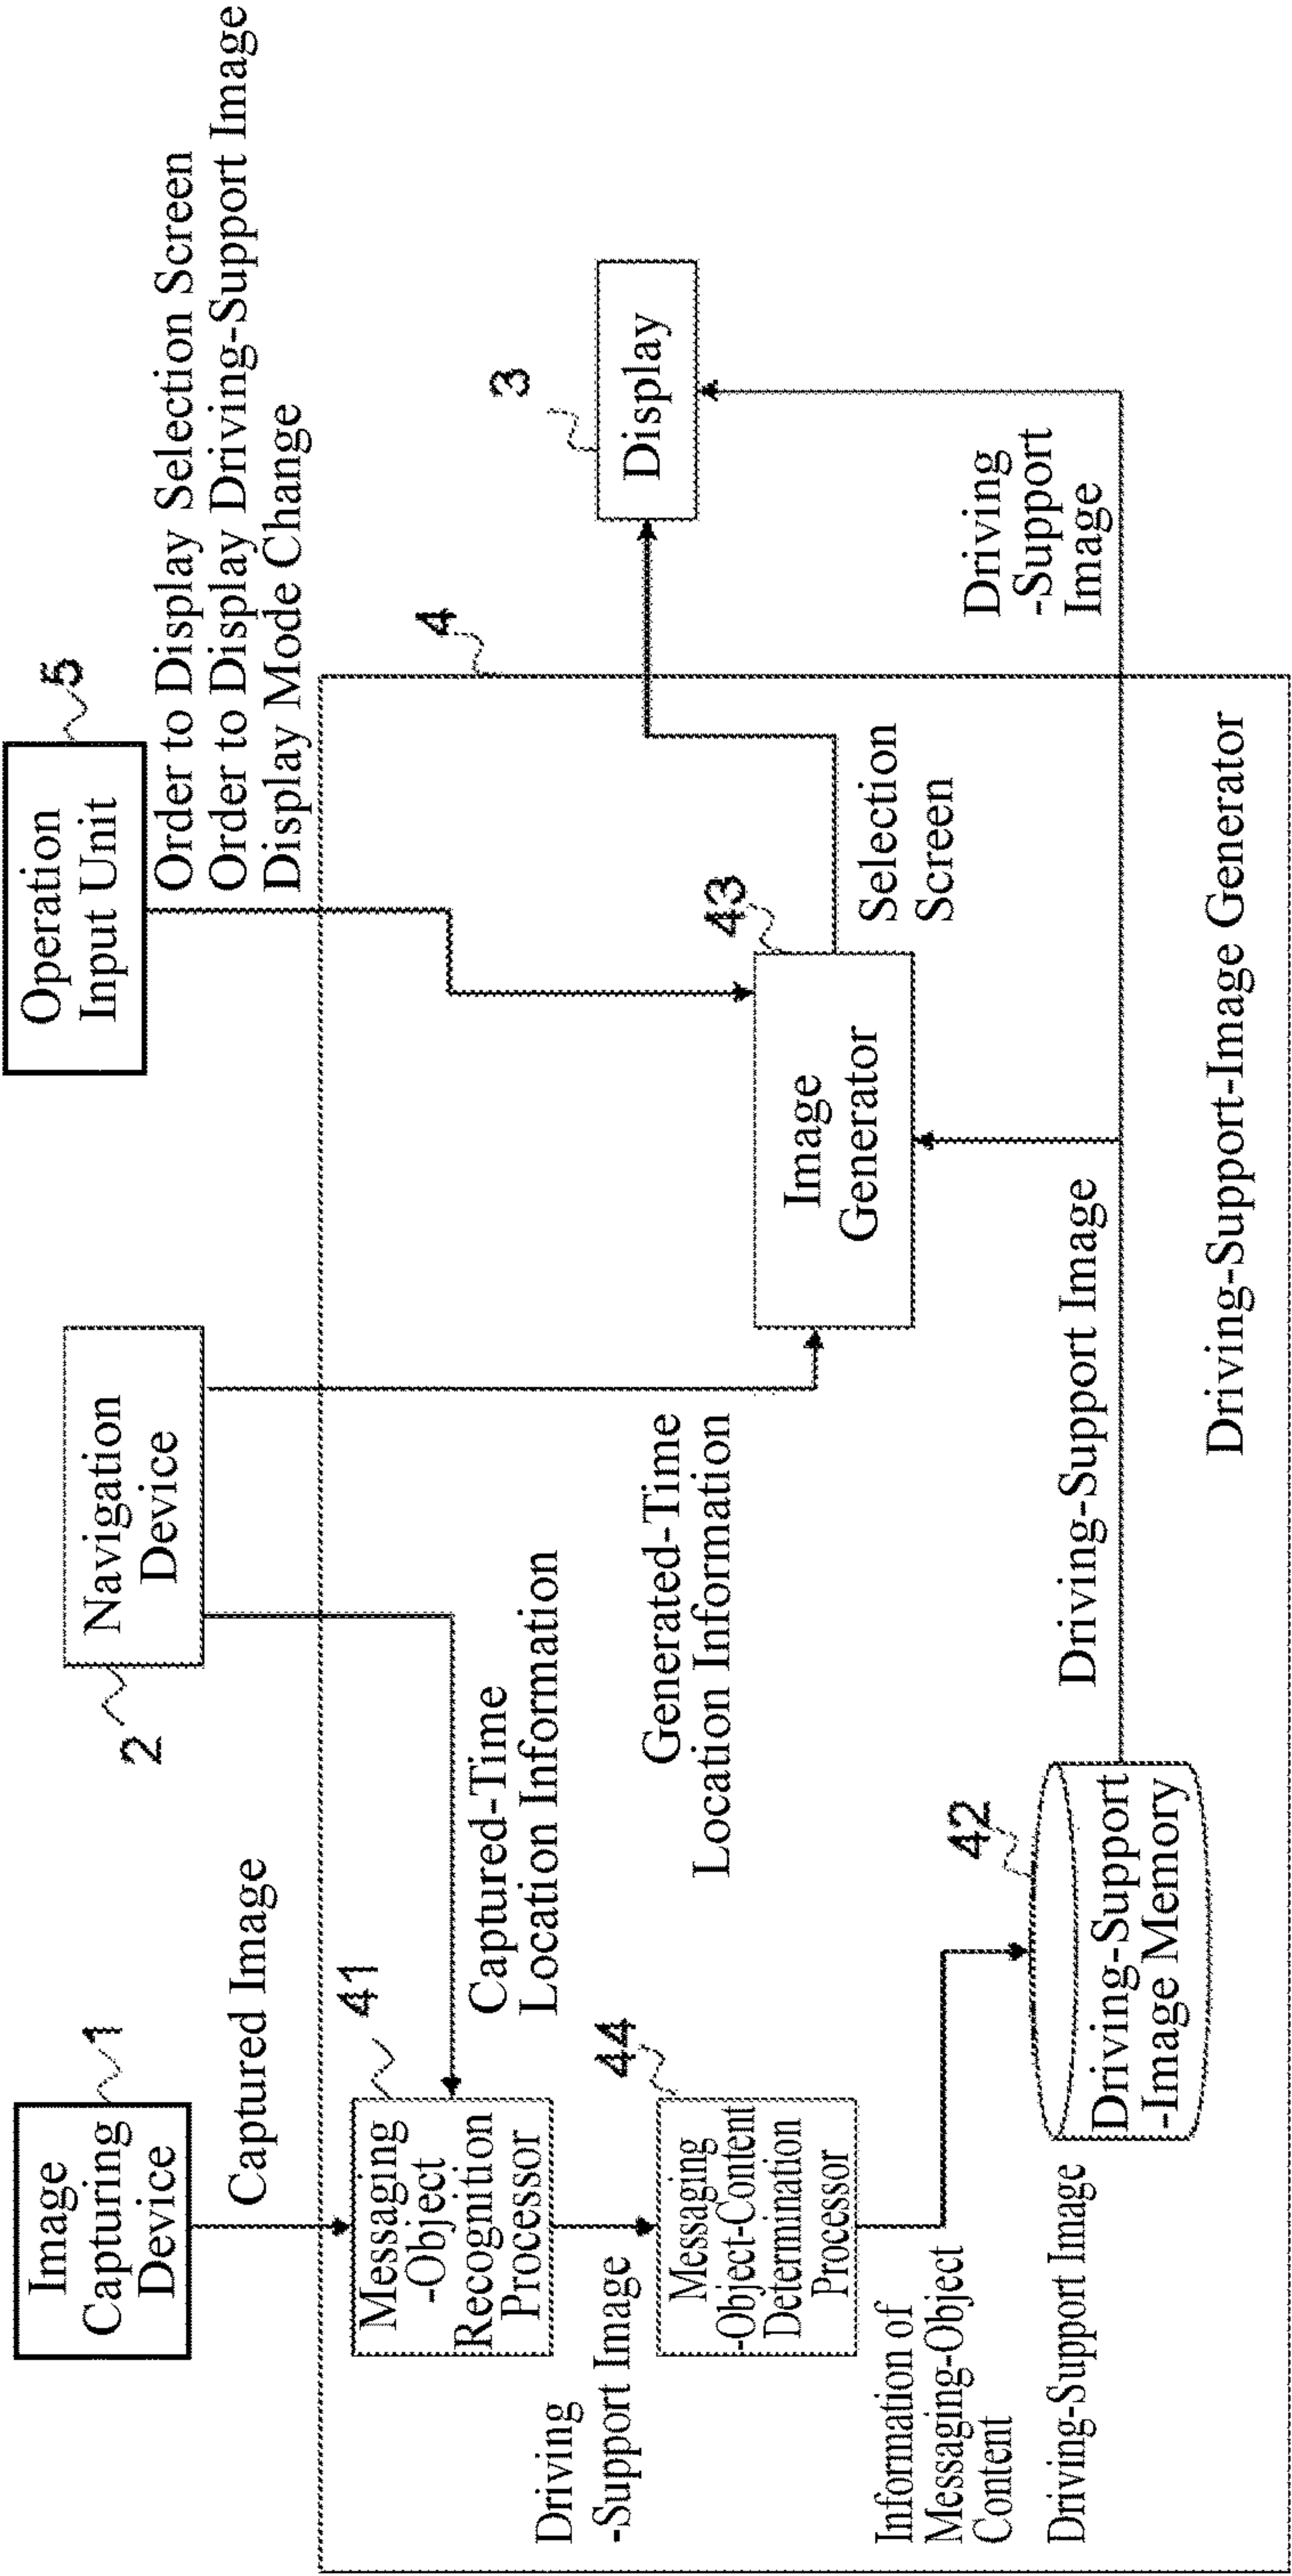 Image
Capturing
Device
1
Captured Image
2
Navigation
Device
Operation
Input Unit
5
Order to Display Selection Screen
Order to Display Driving-Support Image
Display Mode Change
4
Messaging
-Object
Recognition
Processor
41
Captured-Time
Location Information
Driving
-Support Image
Messaging
-Object-Content
Determination
Processor
44
Generated-Time
Location Information
Image
Generator
43
Selection
Screen
Display
3
Information of
Messaging-Object
Content
Driving-Support Image
Driving-Support
-Image Memory
42
Driving-Support Image
Driving
-Support
Image
Driving-Support-Image Generator